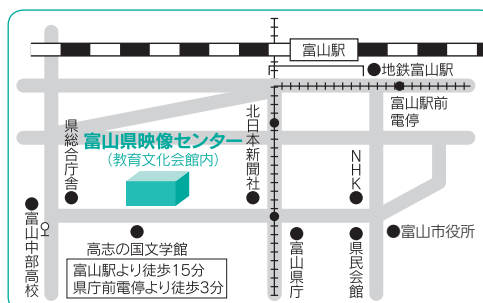 富山駅
地鉄富山駅
富山駅前
電停
県総合庁舎
富山県映像センター
(教育文化会館内)
北日本新聞社
NHK
富山中部高校
高志の国文学館
富山県庁
県民会館
富山市役所
富山駅より徒歩15分
県庁前電停より徒歩3分